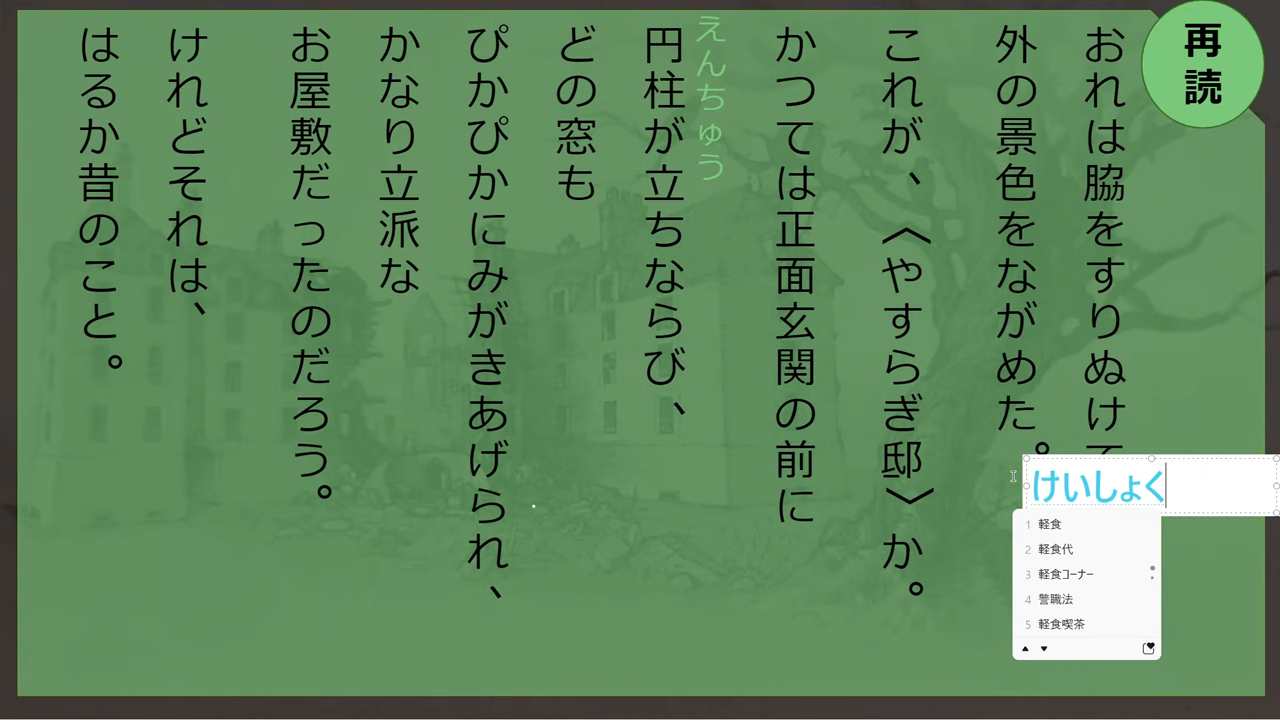 再読
おれは脇をすりぬけて
外の景色をながめた。
これが、〈やすらぎ邸〉か。
かつては正面玄関の前に
えんちゅう
円柱が立ちならび、
どの窓も
ぴかぴかにみがきあげられ、
かなり立派な
お屋敷だったのだろう。
けれどそれは、
はるか昔のこと。
けいしょく
1 軽食
2 軽食代
3 軽食コーナー
4 警職法
5 軽食喫茶